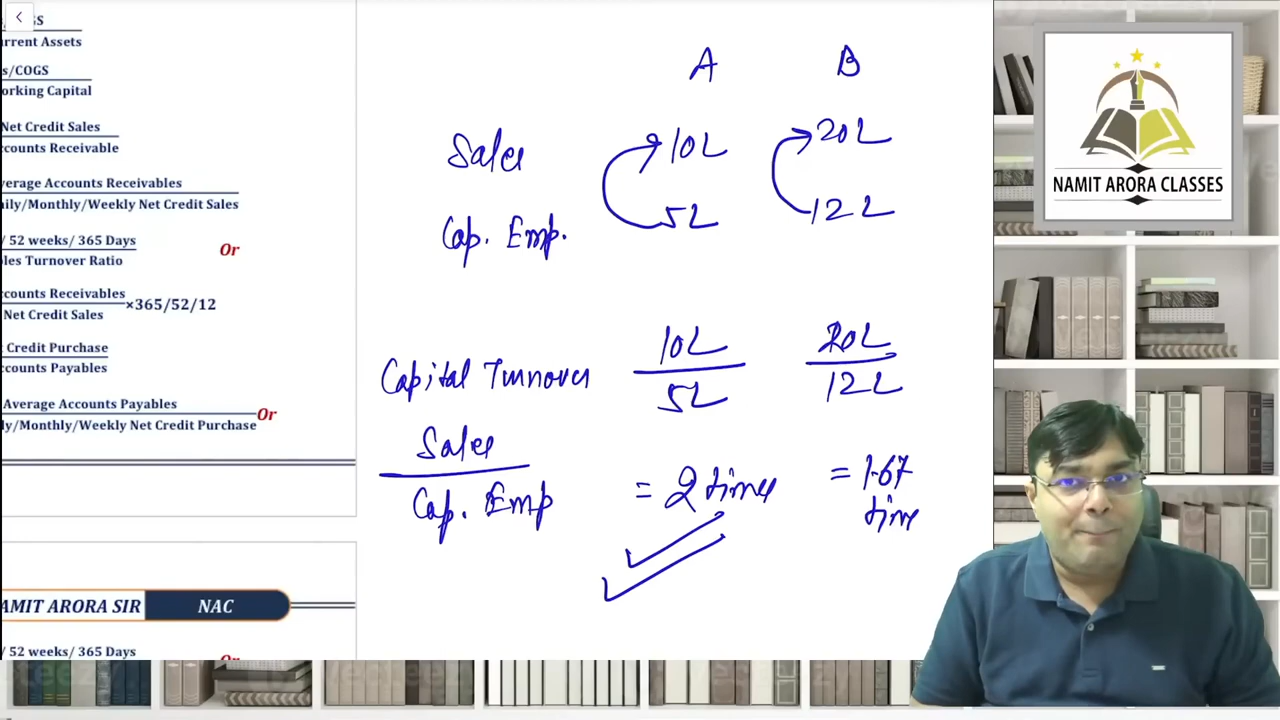 GS
rrent Assets
s/COGS
orking Capital
Net Credit Sales
counts Receivable
verage Accounts Receivables
ily/Monthly/Weekly Net Credit Sales
/ 52 weeks/ 365 Days
Or
les Turnover Ratio
ccounts Receivables
×365/52/12
Net Credit Sales
Credit Purchase
counts Payables
Average Accounts Payables
Or
ly/Monthly/Weekly Net Credit Purchase
AMIT ARORA SIR NAC
/ 52 weeks/ 365 Days
A B
Sales 10L 20L
Cap. Emp. 5L 12L
Capital Turnover 10L 20L
5L 12L
Sales
Cap. Emp = 2 times = 1.67
time
NAMIT ARORA CLASSES